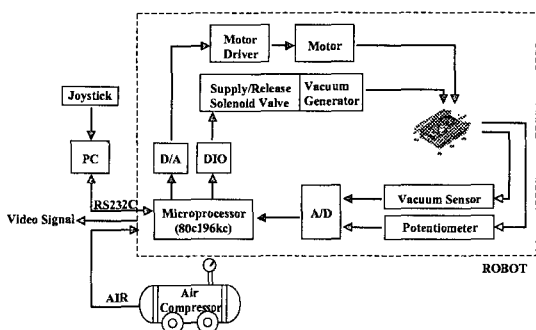 Motor
Driver
Motor
Joystick
Supply/Release
Solenoid Valve
Vacuum
Generator
PC
D/A
DIO
RS232C
Video Signal
Microprocessor
(80c196kc)
A/D
Vacuum Sensor
Potentiometer
ROBOT
AIR
Air
Compressor